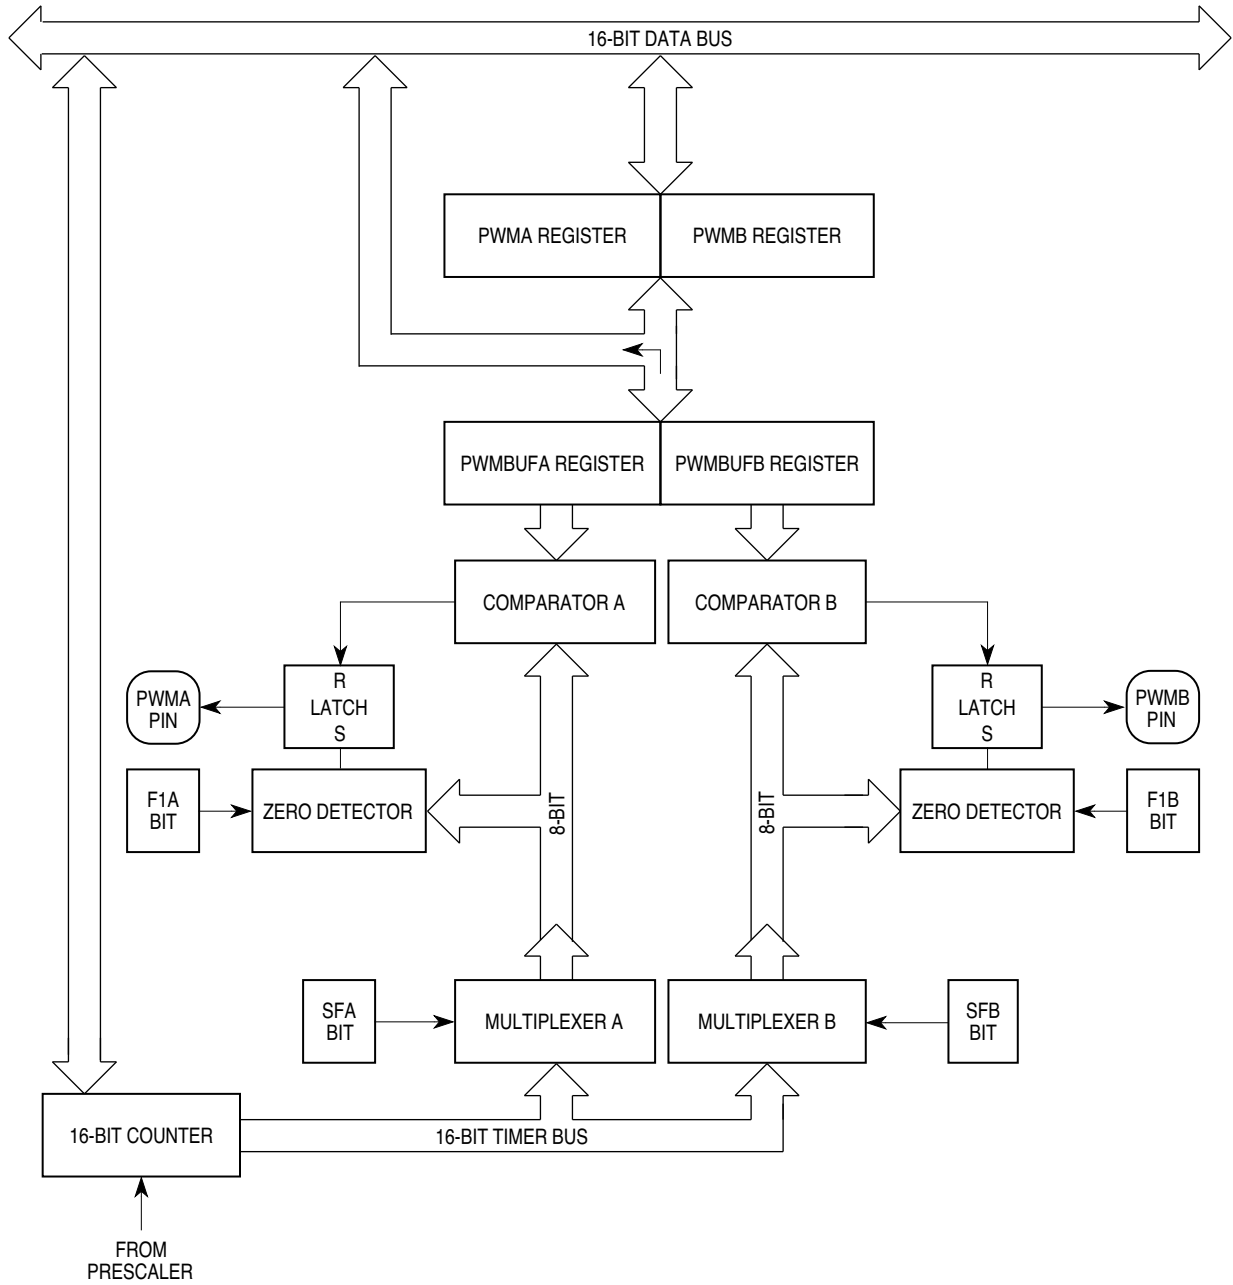 16-BIT DATA BUS
PWMA REGISTER
PWMB REGISTER
PWMBUFA REGISTER
PWMBUFB REGISTER
COMPARATOR A
COMPARATOR B
R
LATCH
S
R
LATCH
S
PWMA
PIN
PWMB
PIN
F1A
BIT
ZERO DETECTOR
8-BIT
8-BIT
ZERO DETECTOR
F1B
BIT
SFA
BIT
MULTIPLEXER A
MULTIPLEXER B
SFB
BIT
16-BIT COUNTER
16-BIT TIMER BUS
FROM
PRESCALER